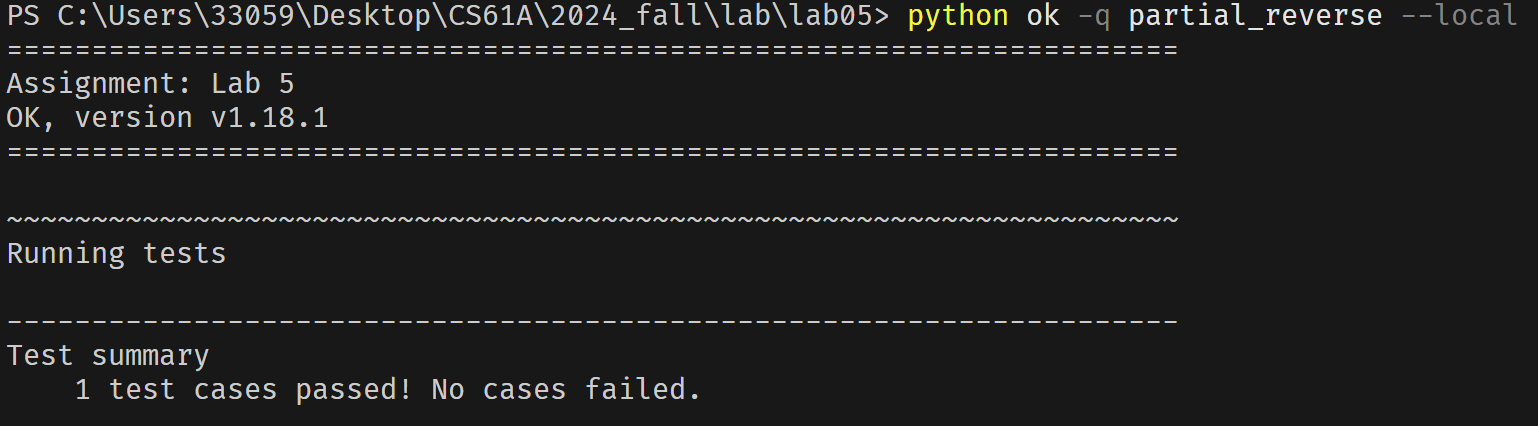 PS C:\Users\33059\Desktop\CS61A\2024_fall\lab\lab05> python ok -q partial_reverse --local
=====================================================================
Assignment: Lab 5
OK, version v1.18.1
=====================================================================
~~~~~~~~~~~~~~~~~~~~~~~~~~~~~~~~~~~~~~~~~~~~~~~~~~~~~~~~~~~~~~~~~~~~~
Running tests
---------------------------------------------------------------------
Test summary
    1 test cases passed! No cases failed.